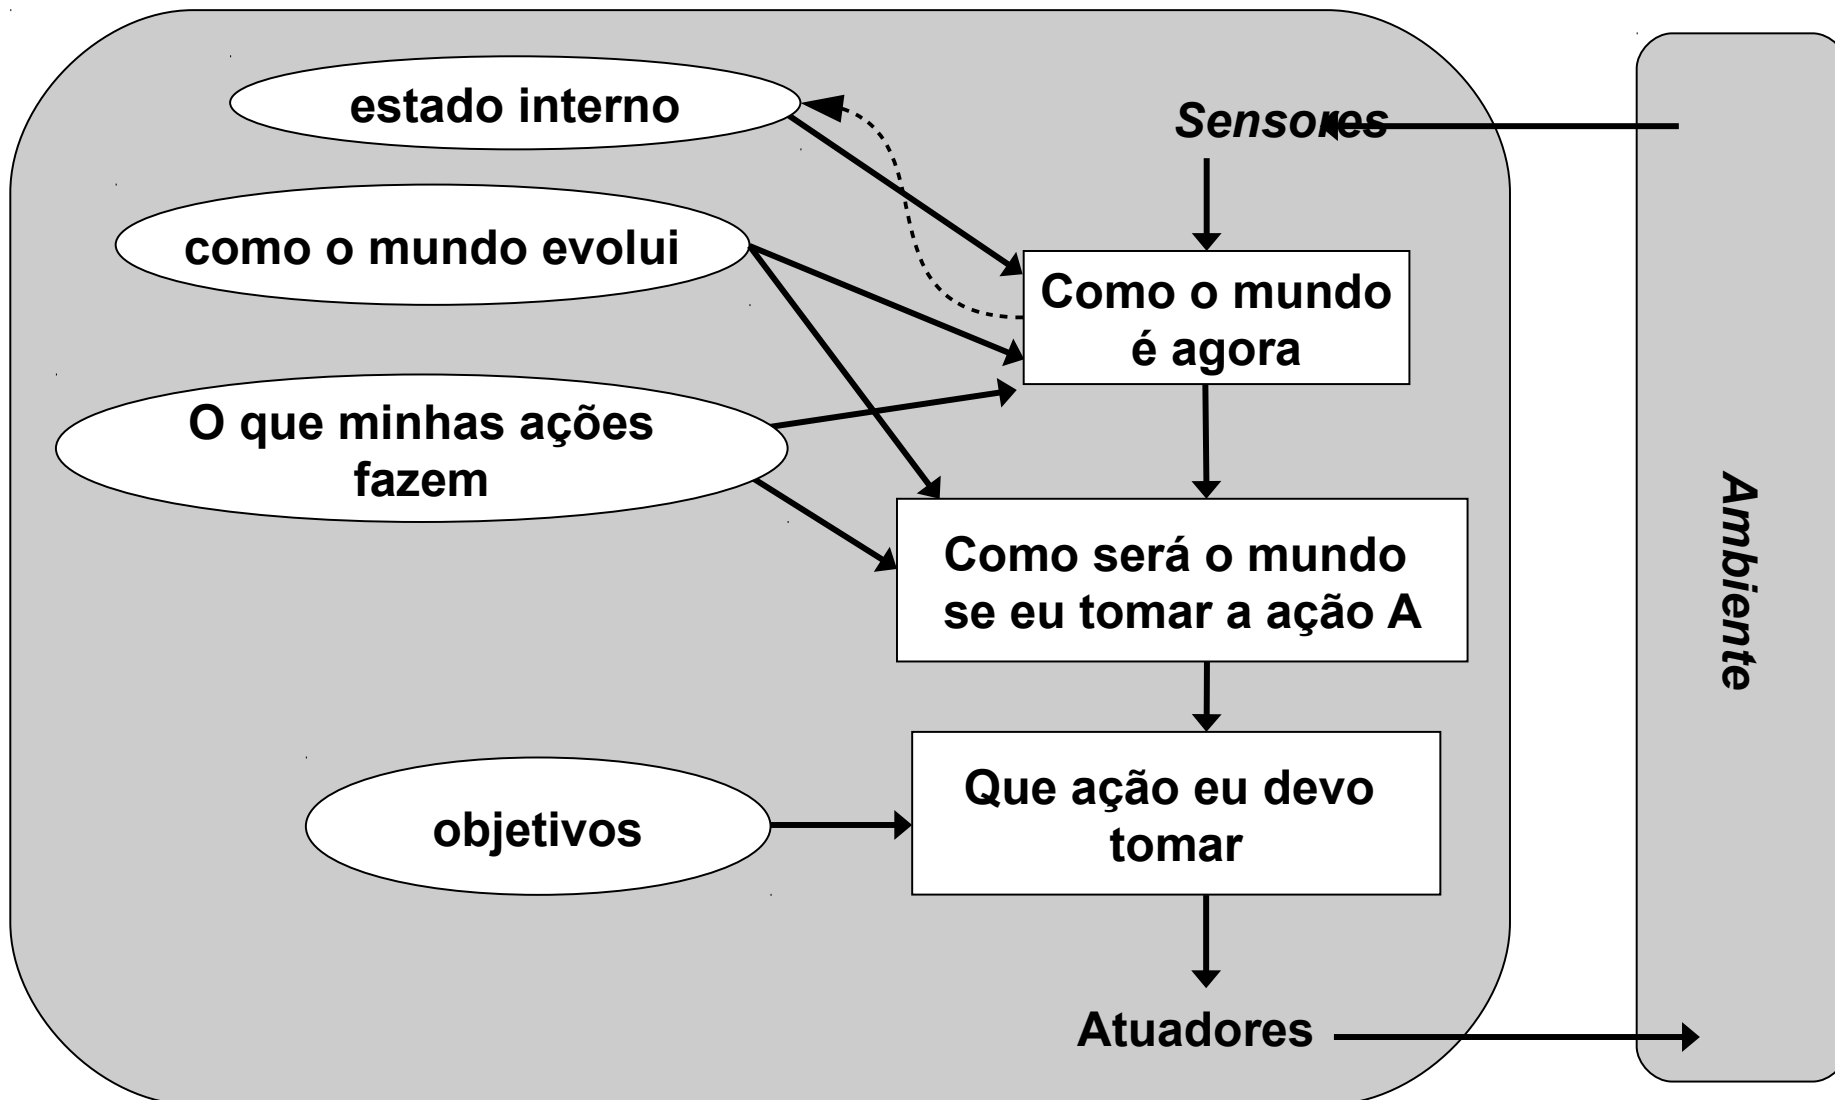 estado interno
Sensores
como o mundo evolui
Como o mundo
é agora
O que minhas ações
fazem
Como será o mundo
se eu tomar a ação A
Ambiente
Que ação eu devo
tomar
objetivos
Atuadores